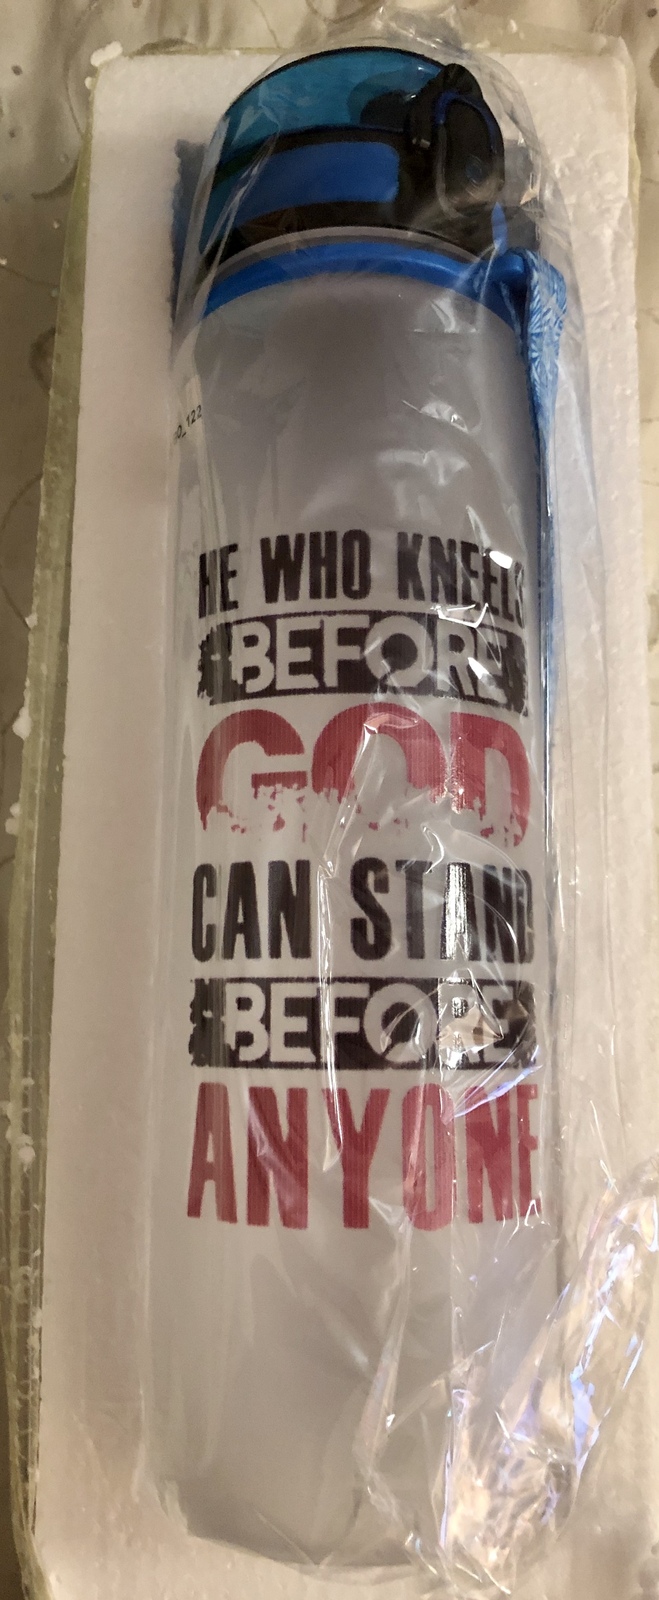 HE WHO KNEELS
BEFORE
GOD
CAN STAND
BEFORE
ANYONE